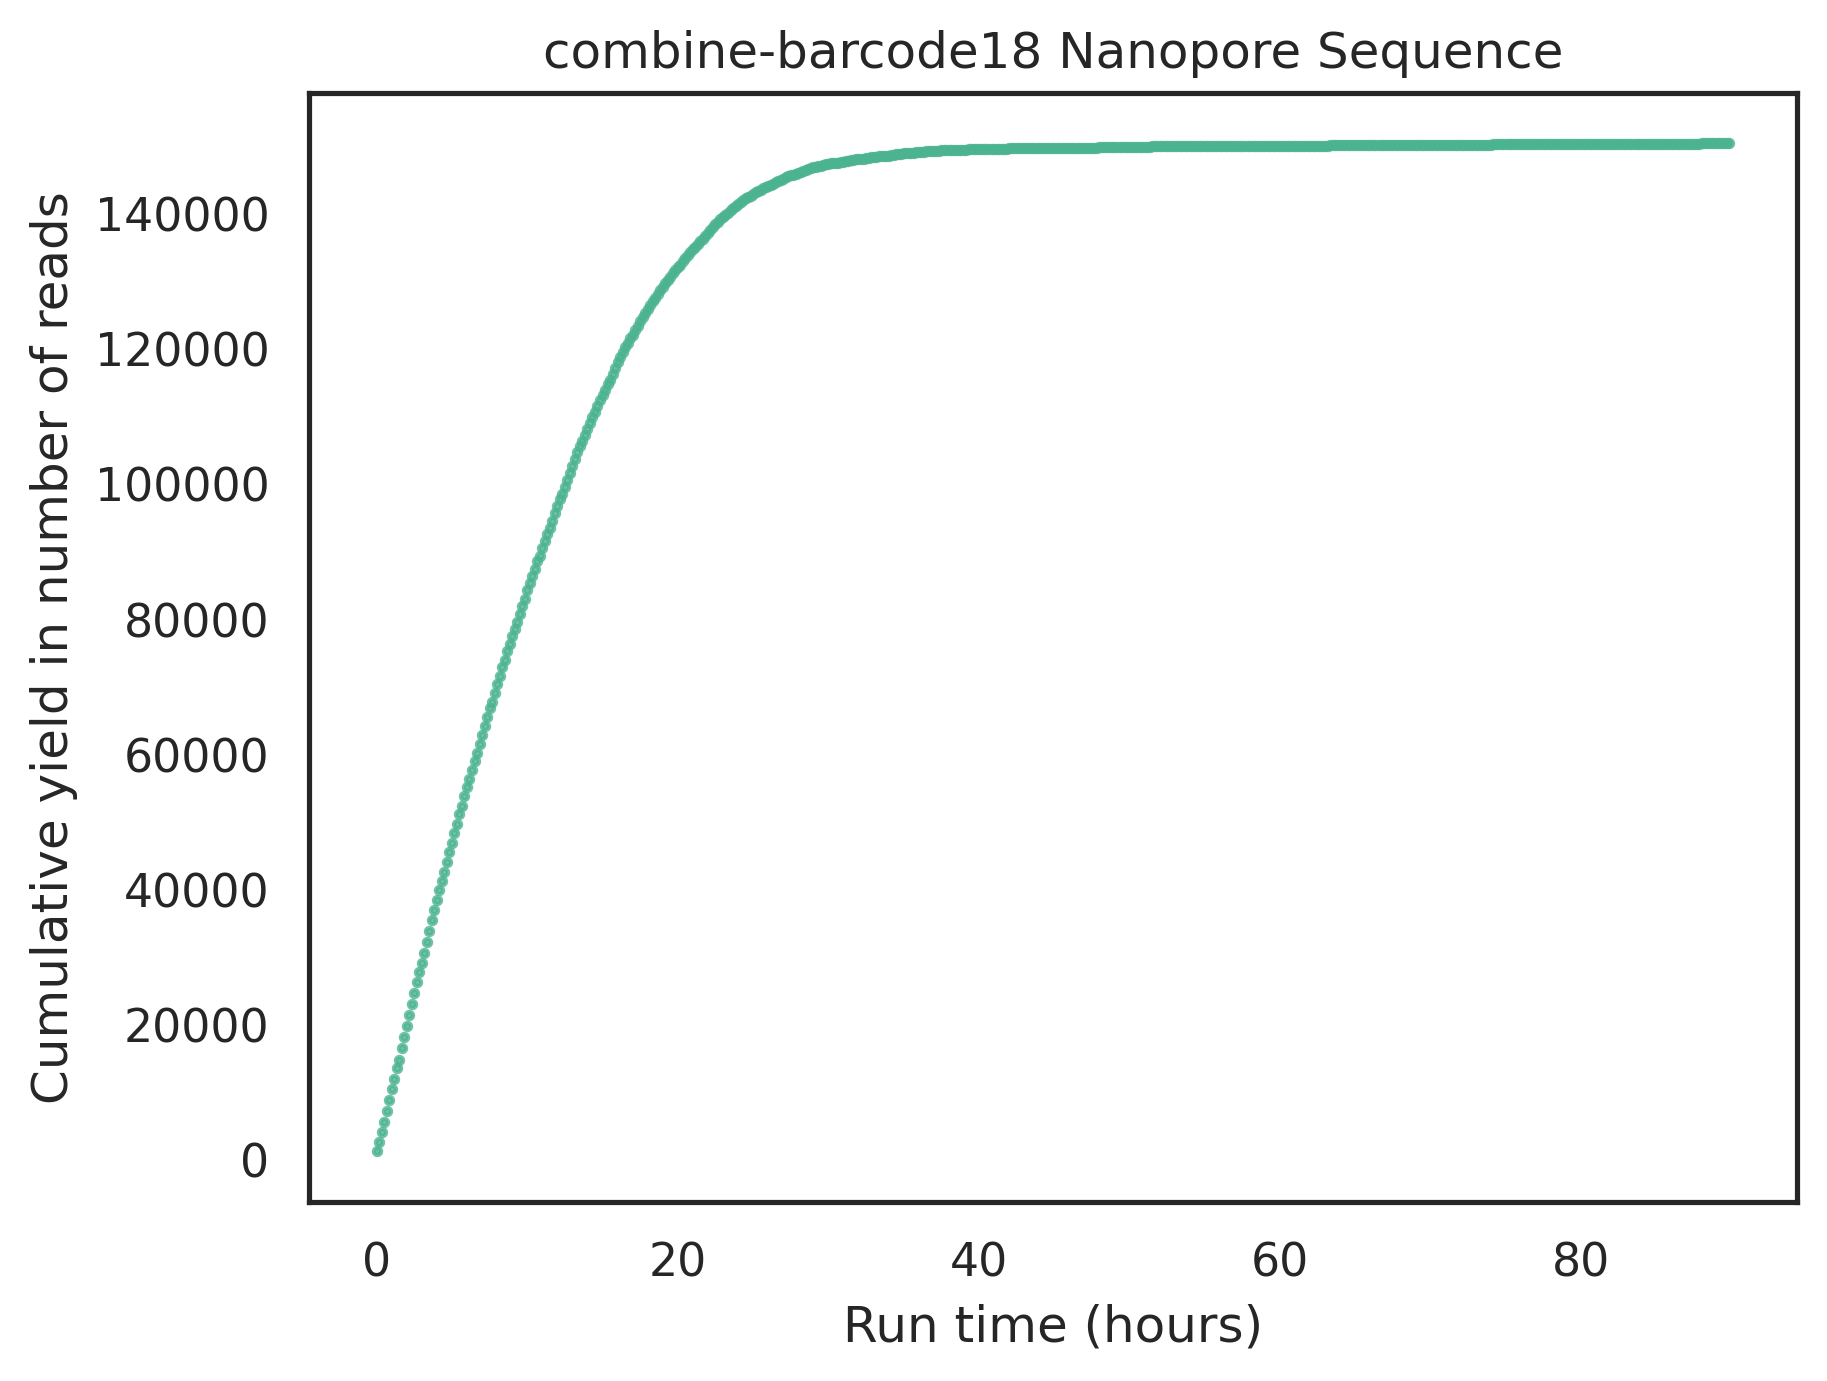 combine-barcode18 Nanopore Sequence
Cumulative yield in number of reads
140000
120000
100000
80000
60000
40000
20000
0
0 20 40 60 80
Run time (hours)